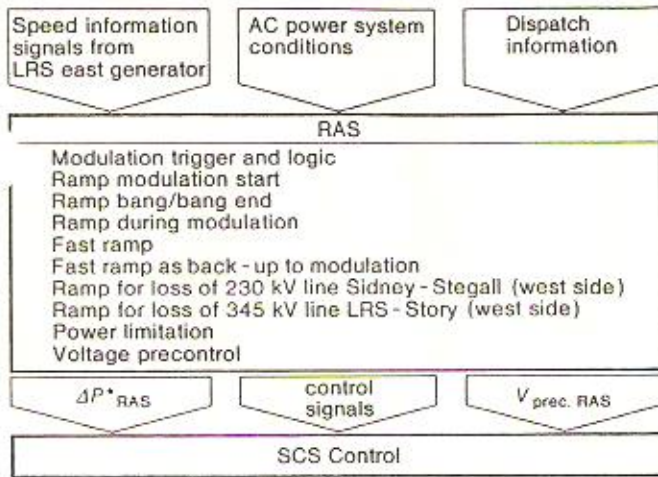 Speed information
signals from
LRS east generator
AC power system
conditions
Dispatch
information
RAS
Modulation trigger and logic
Ramp modulation start
Ramp bang/bang end
Ramp during modulation
Fast ramp
Fast ramp as back-up to modulation
Ramp for loss of 230 kV line Sidney-Stegall (west side)
Ramp for loss of 345 kV line LRS-Story (west side)
Power limitation
Voltage precontrol
ΔP*RAS
control
signals
Vprec. RAS
SCS Control